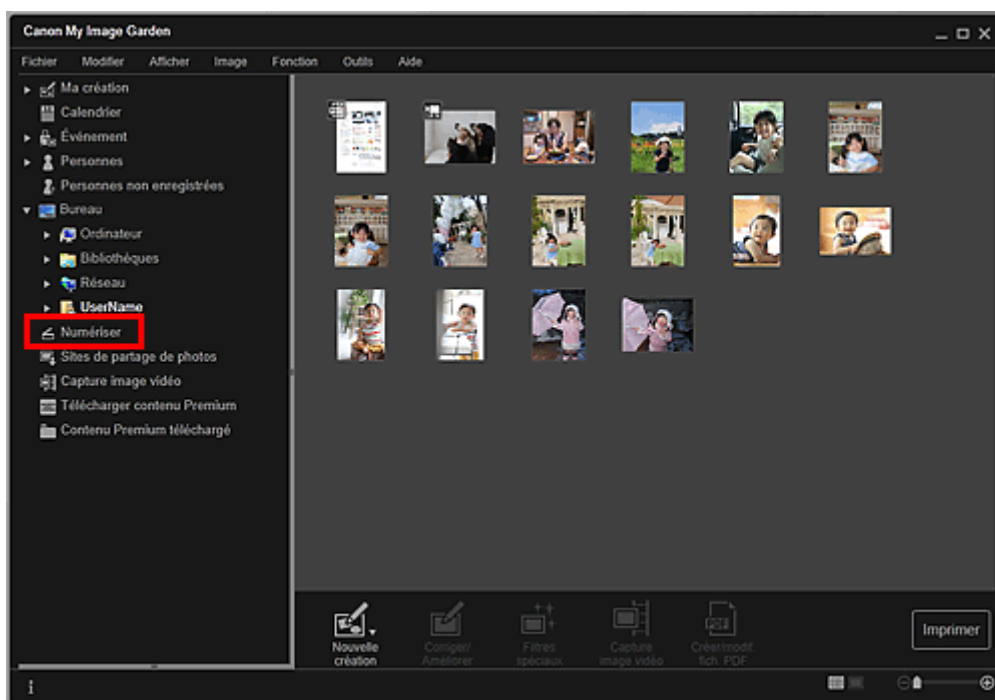 Canon My Image Garden
Fichier Modifier Afficher Image Fonction Outils Aide
Ma création
Calendrier
Événement
Personnes
Personnes non enregistrées
Bureau
Ordinateur
Bibliothèques
Réseau
UserName
Numériser
Sites de partage de photos
Capture image vidéo
Télécharger contenu Premium
Contenu Premium téléchargé
Nouvelle
création
Corriger/
Améliorer
Filtres
spéciaux
Capture
image vidéo
PDF
Créer/modif.
fich. PDF
Imprimer